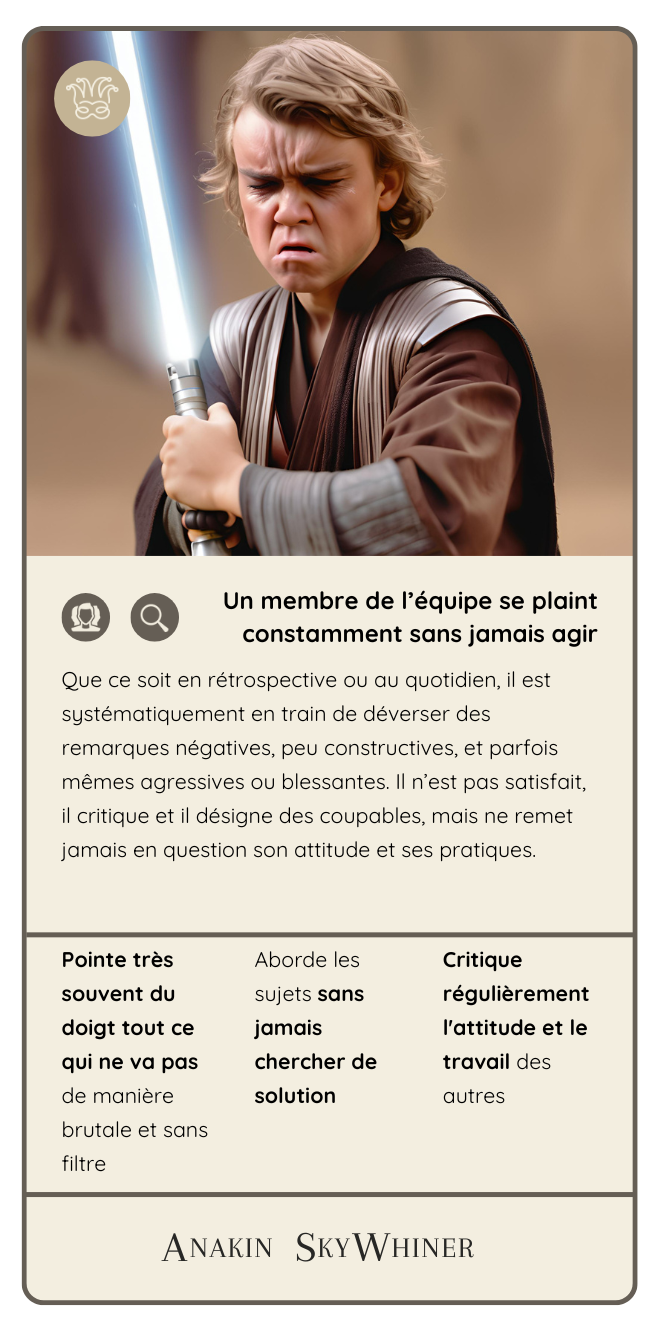 Un membre de l’équipe se plaint
constamment sans jamais agir
Que ce soit en rétrospective ou au quotidien, il est
systématiquement en train de déverser des
remarques négatives, peu constructives, et parfois
mêmes agressives ou blessantes. Il n’est pas satisfait,
il critique et il désigne des coupables, mais ne remet
jamais en question son attitude et ses pratiques.
Pointe très
souvent du
doigt tout ce
qui ne va pas
de manière
brutale et sans
filtre
Aborde les
sujets sans
jamais
chercher de
solution
Critique
régulièrement
l'attitude et le
travail des
autres
Anakin SkyWhiner